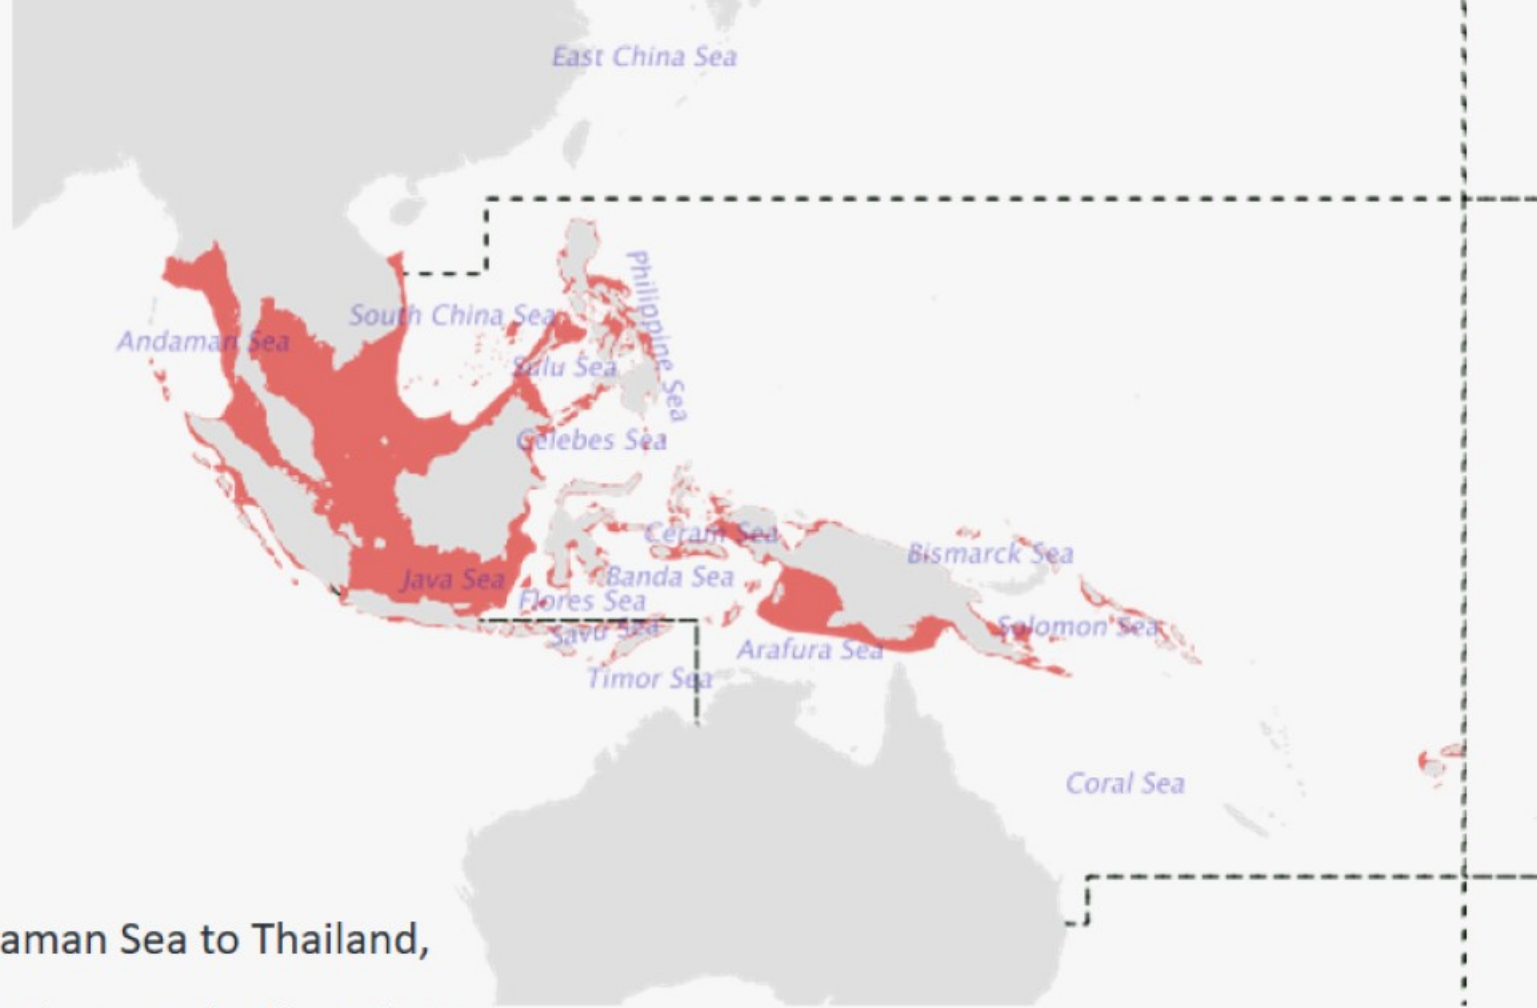 East China Sea
Philippine Sea
South China Sea
Andaman Sea
Sulu Sea
Celebes Sea
Ceram Sea
Bismarck Sea
Java Sea
Banda Sea
Flores Sea
Savu Sea
Solomon Sea
Arafura Sea
Timor Sea
Coral Sea
aman Sea to Thailand,